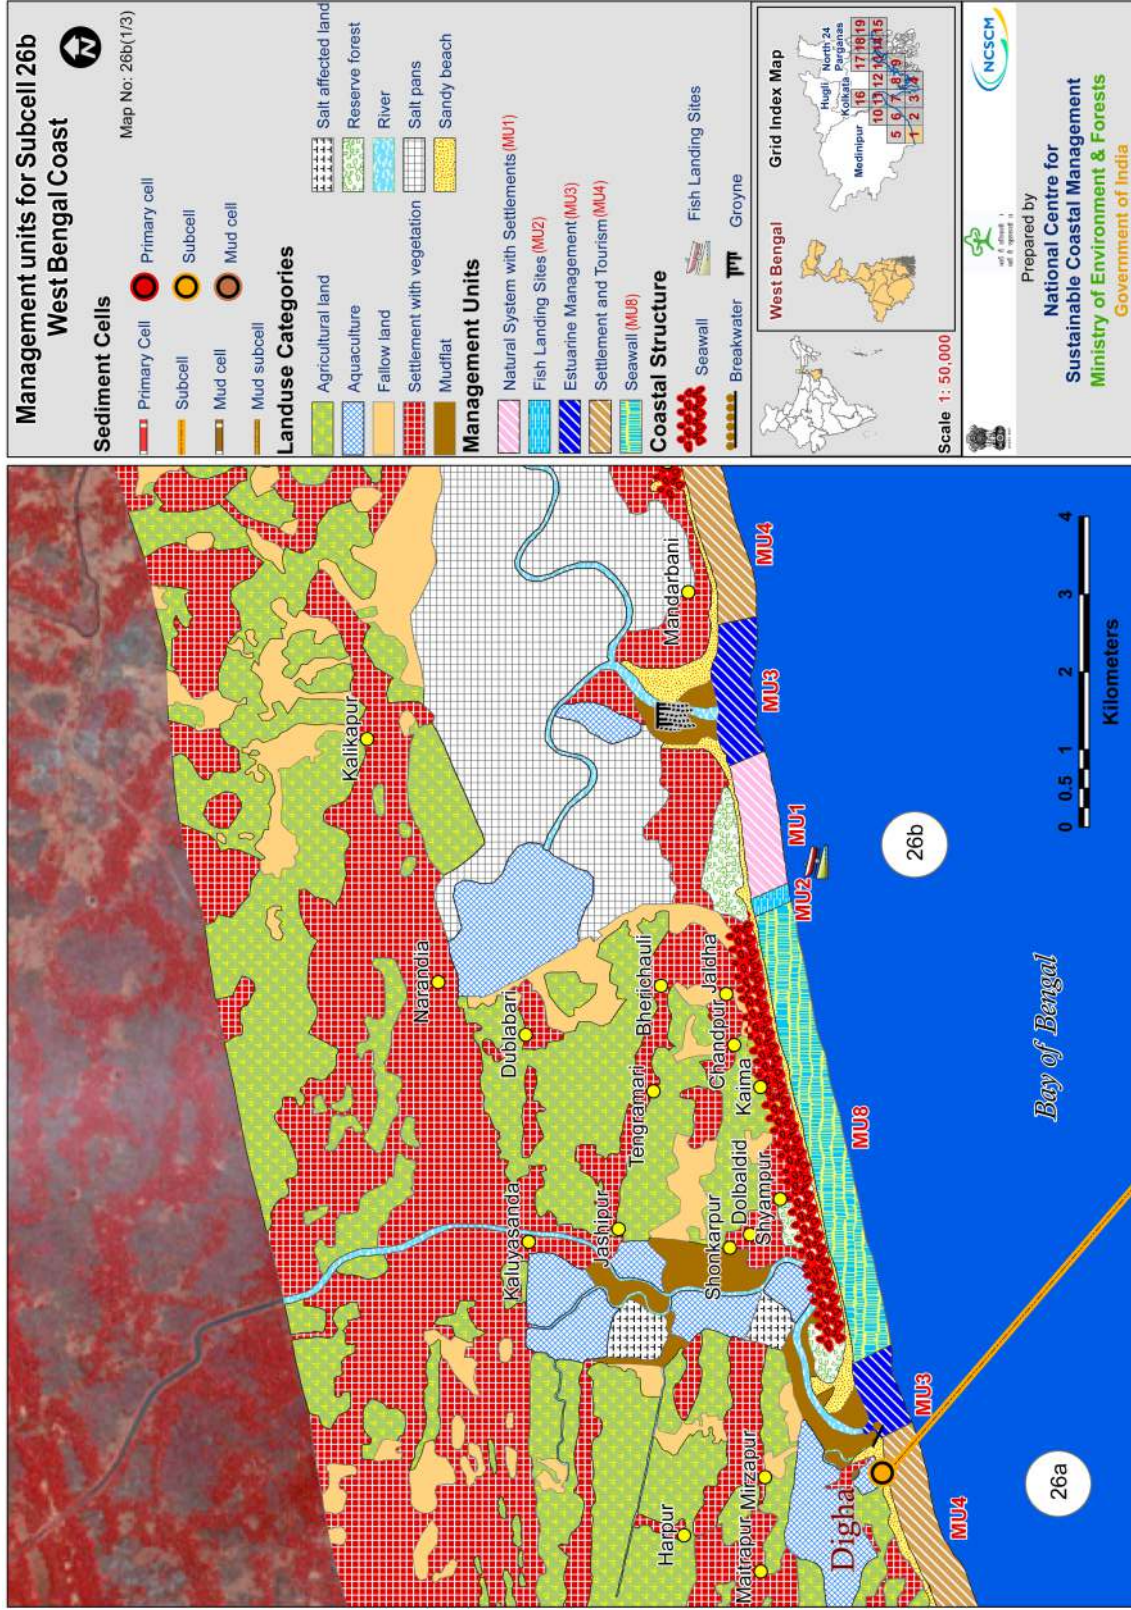 Management units for Subcell 26b
West Bengal Coast
N
Map No: 26b(1/3)
Sediment Cells
Primary Cell
Primary cell
Subcell
Subcell
Mud cell
Mud cell
Mud subcell
Landuse Categories
Agricultural land
Salt affected land
Aquaculture
Reserve forest
Fallow land
River
Settlement with vegetation
Salt pans
Mudflat
Sandy beach
Management Units
Natural System with Settlements (MU1)
Fish Landing Sites (MU2)
Estuarine Management (MU3)
Settlement and Tourism (MU4)
Seawall (MU8)
Coastal Structure
Seawall
Fish Landing Sites
Breakwater
Groyne
West Bengal
Grid Index Map
Hugli
North 24
Parganas
Kolkata
Medinipur
16
17 18 19
10 11 12 13 14 15
5 6 7 8 9
1 2 3 4
Scale 1: 50,000
NCSCM
Prepared by
National Centre for
Sustainable Coastal Management
Ministry of Environment & Forests
Government of India
Kalikapur
Narandia
Dublabari
Kaluyasanda
Mandarbani
Bherichauli
Tengramari
Jashipur
Jaldha
Chandpur
Kaima
Dolbaldid
Shyampur
Shonkarpur
Harpur
Mirzapur
Maitrapur
Digha
MU4
MU3
MU1
MU2
MU8
MU3
MU4
26b
26a
Bay of Bengal
0 0.5 1 2 3 4
Kilometers